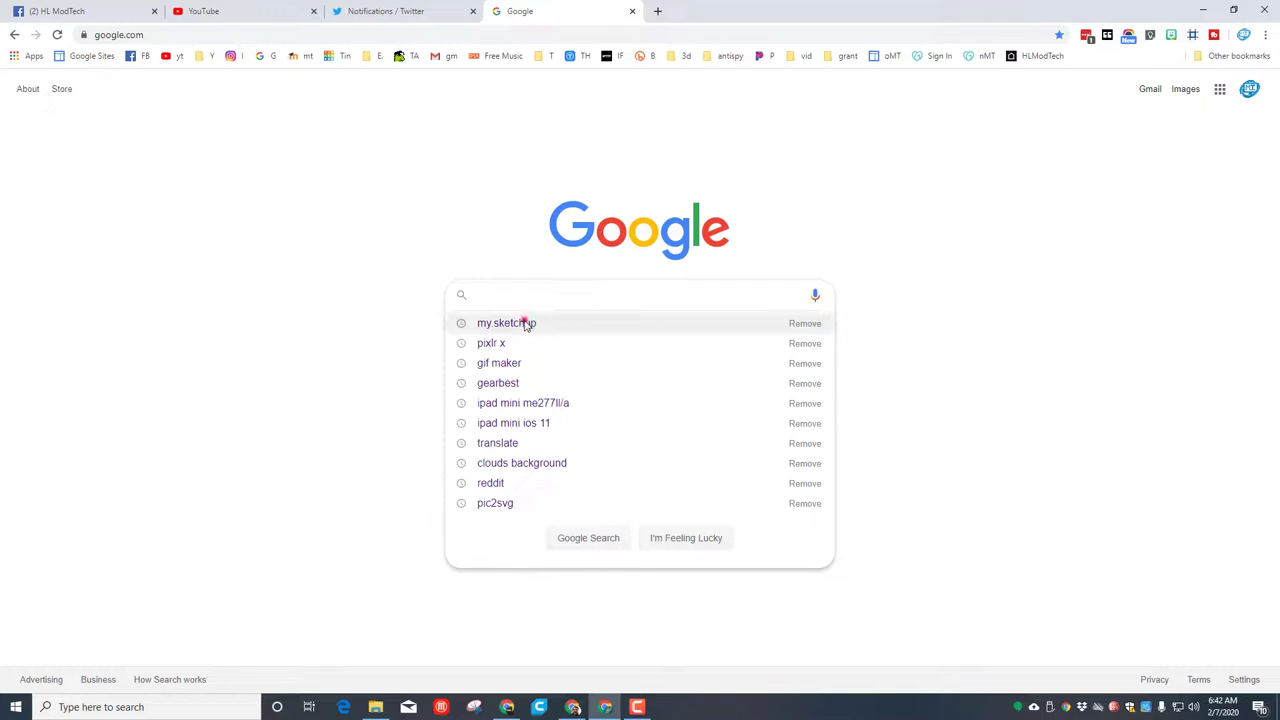 (2) HL ModTech
YouTube
Notifications / Twitter
Google
google.com
Apps Google Sites FB yt Y G mt Tin E. TA gm Free Music T TH IF B 3d antispy P vid grant oMT Sign In nMT HLModTech Other bookmarks
About Store
Gmail Images
Google
my.sketchup Remove
pixlr x Remove
gif maker Remove
gearbest Remove
ipad mini me277ll/a Remove
ipad mini ios 11 Remove
translate Remove
clouds background Remove
reddit Remove
pic2svg Remove
Google Search I'm Feeling Lucky
Advertising Business How Search works
Privacy Terms Settings
Type here to search
6:42 AM
2/7/2020